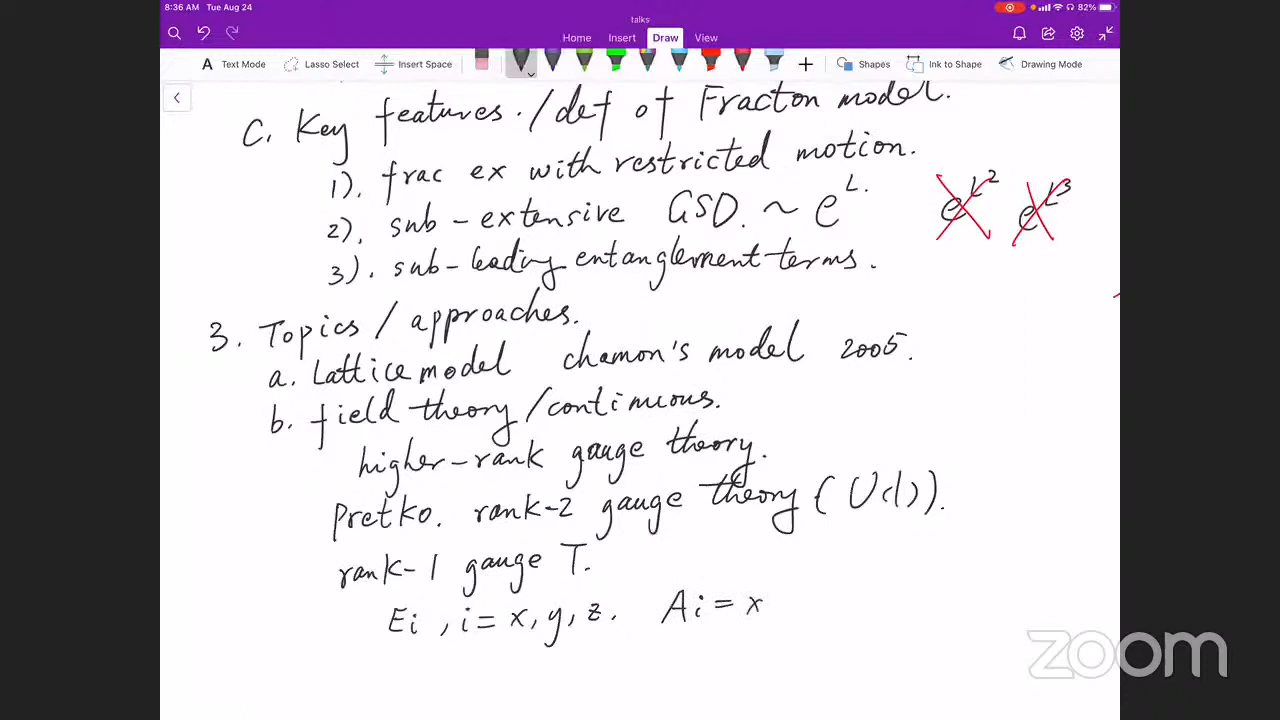 8:36 AM Tue Aug 24
82%
talks
Home Insert Draw View
Text Mode Lasso Select Insert Space Shapes Ink to Shape Drawing Mode
C. Key features./def of Fracton model.
1). frac ex with restricted motion.
2). sub-extensive GSD. ~ e^L. e^L^2 e^L^3
3). sub-leading entanglement terms.
3. Topics / approaches.
a. Lattice model chamon's model 2005.
b. field theory / continuous.
higher-rank gauge theory.
Pretko. rank-2 gauge theory (U(1)).
rank-1 gauge T.
Ei, i = x, y, z. Ai = x
zoom